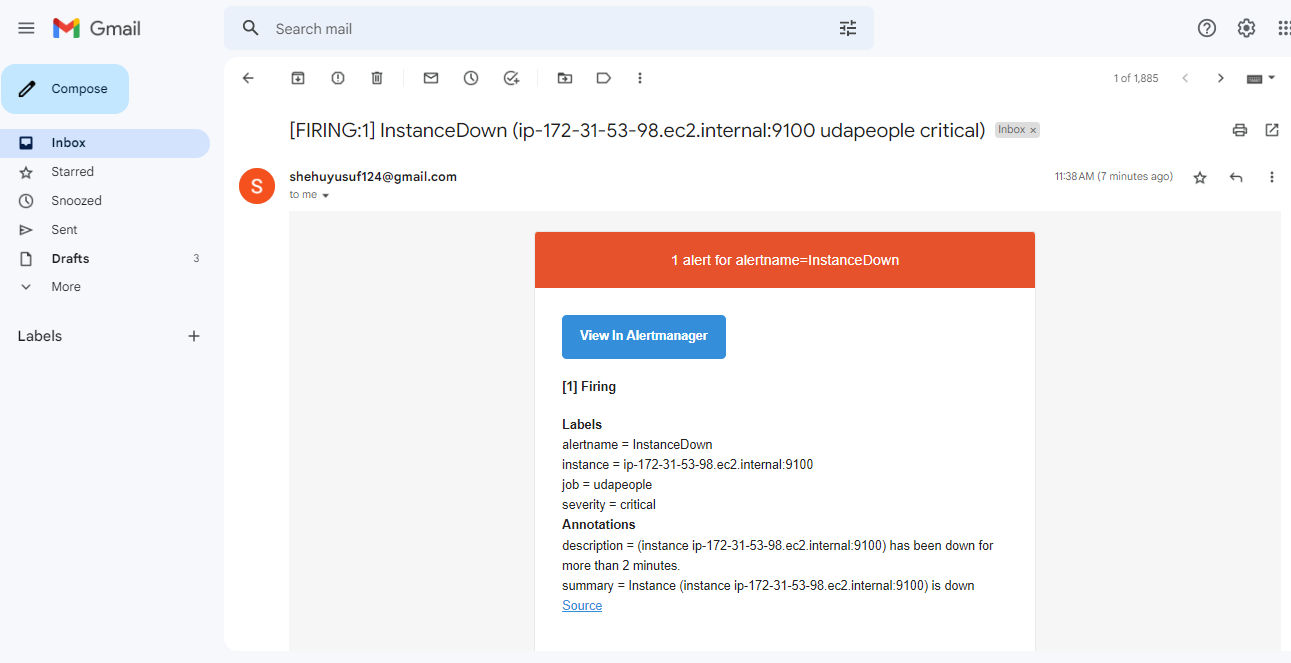 Gmail
Search mail
Compose
1 of 1,885
Inbox
Starred
Snoozed
Sent
Drafts 3
More
Labels
[FIRING:1] InstanceDown (ip-172-31-53-98.ec2.internal:9100 udapeople critical) Inbox ×
S
shehuyusuf124@gmail.com
11:38 AM (7 minutes ago)
to me
1 alert for alertname=InstanceDown
View In Alertmanager
[1] Firing
Labels
alertname = InstanceDown
instance = ip-172-31-53-98.ec2.internal:9100
job = udapeople
severity = critical
Annotations
description = (instance ip-172-31-53-98.ec2.internal:9100) has been down for
more than 2 minutes.
summary = Instance (instance ip-172-31-53-98.ec2.internal:9100) is down
Source